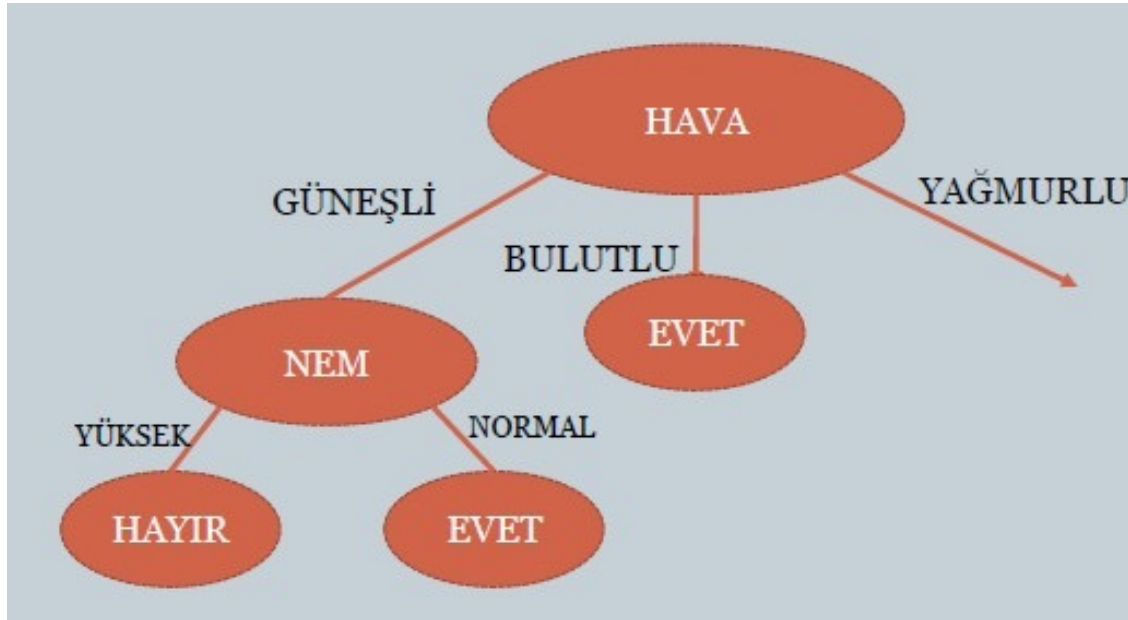 HAVA
GÜNEŞLİ
BULUTLU
YAĞMURLU
NEM
EVET
YÜKSEK
NORMAL
HAYIR
EVET